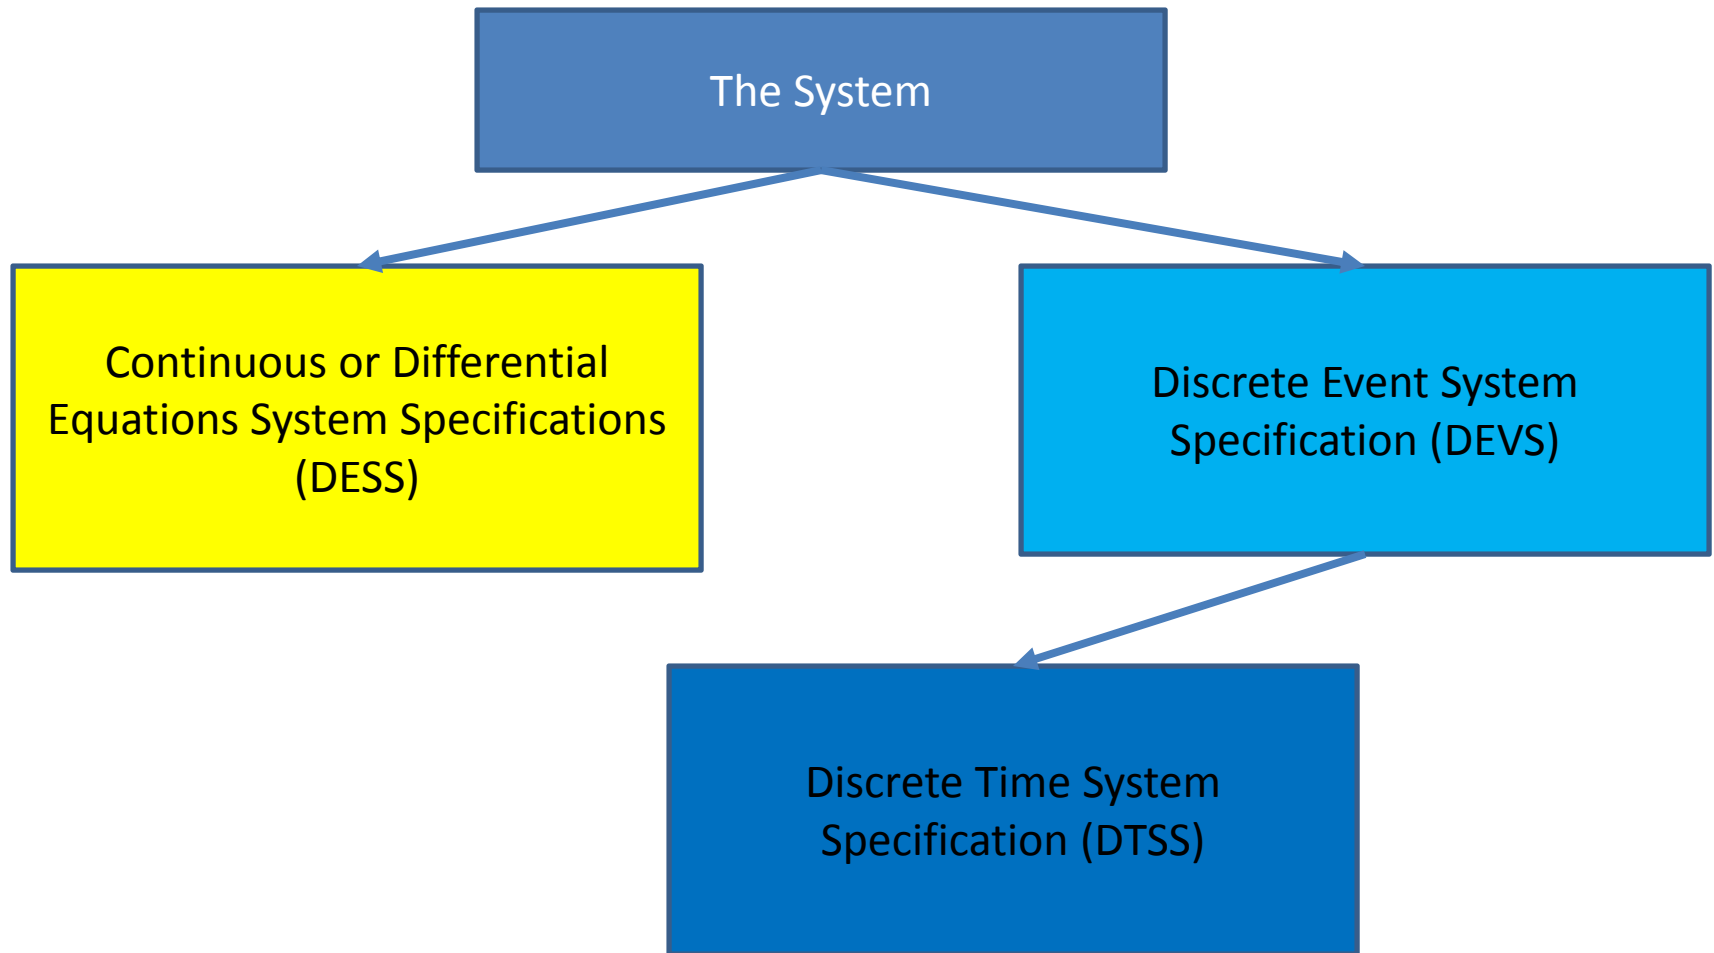 The System
Continuous or Differential
Equations System Specifications
(DESS)
Discrete Event System
Specification (DEVS)
Discrete Time System
Specification (DTSS)